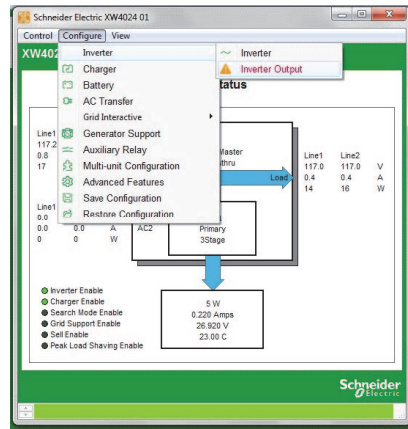 Schneider Electric XW4024 01
Control Configure View
XW402
Inverter
Charger
Battery
AC Transfer
Grid Interactive
Generator Support
Auxiliary Relay
Multi-unit Configuration
Advanced Features
Save Configuration
Restore Configuration
Inverter
Inverter Output
tatus
Line1
117.2
0.8
17
Master
thru
Load
Line1 Line2
117.0 117.0 V
0.4 0.4 A
14 16 W
Line1
0.0
0.0 0.0 A
0 0 W
AC2
Primary
3Stage
Inverter Enable
Charger Enable
Search Mode Enable
Grid Support Enable
Sell Enable
Peak Load Shaving Enable
5 W
0.220 Amps
26.920 V
23.00 C
Schneider
Electric